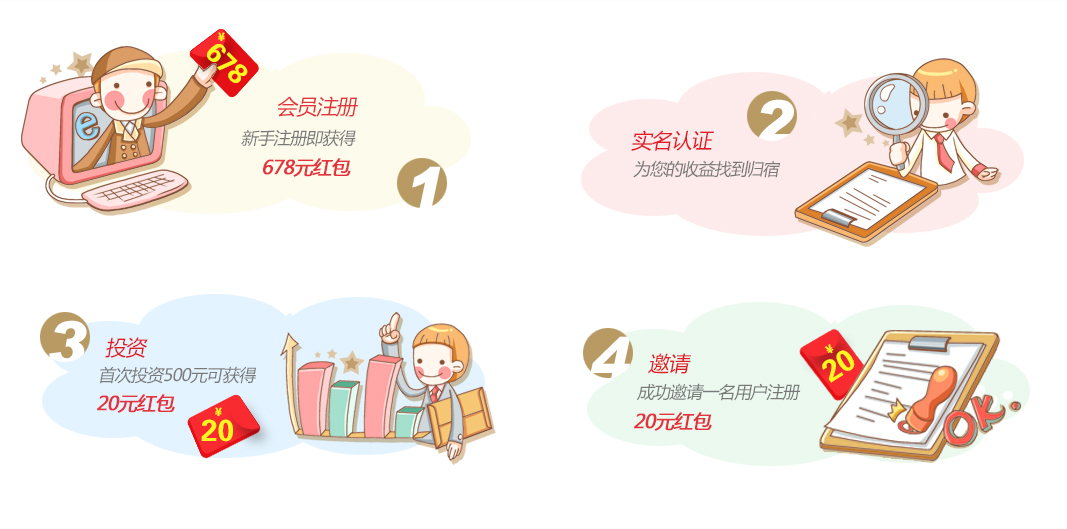 ¥
678
e
会员注册
新手注册即获得
678元红包
1
2
实名认证
为您的收益找到归宿
3
投资
首次投资500元可获得
20元红包
¥
20
4
邀请
成功邀请一名用户注册
20元红包
¥
20
OK.